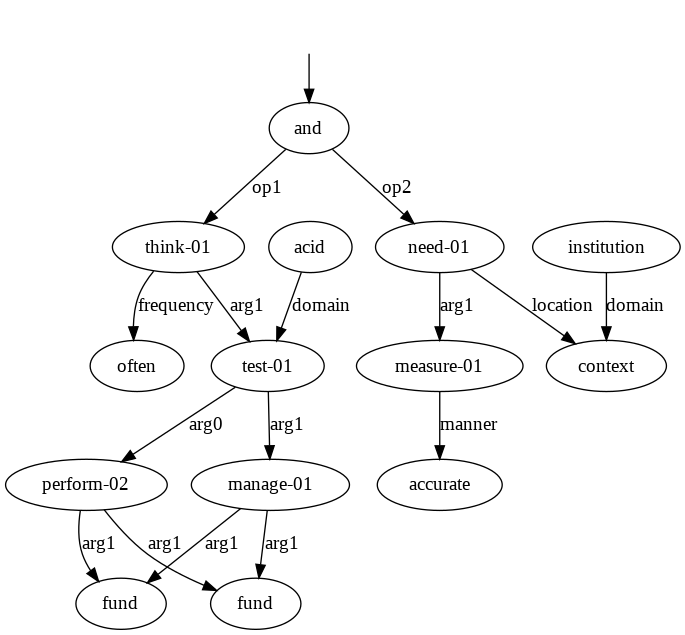 and
op1 op2
think-01 acid need-01 institution
frequency arg1 domain arg1 location domain
often test-01 measure-01 context
arg0 arg1 manner
perform-02 manage-01 accurate
arg1 arg1 arg1 arg1
fund fund